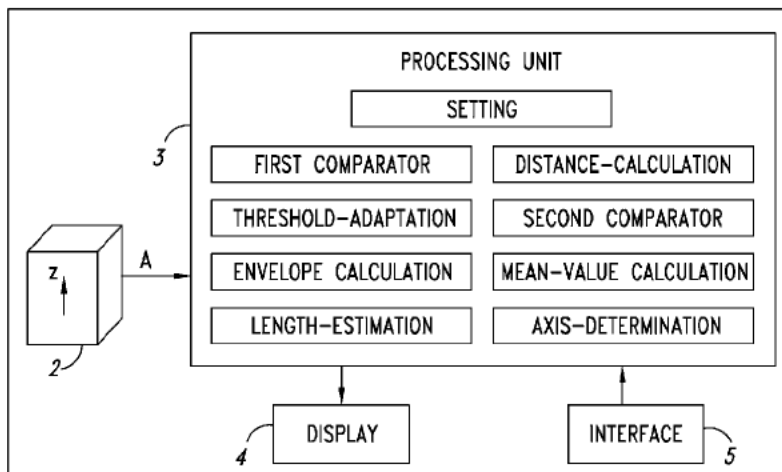 PROCESSING UNIT
SETTING
3
FIRST COMPARATOR
DISTANCE-CALCULATION
THRESHOLD-ADAPTATION
SECOND COMPARATOR
z
A
ENVELOPE CALCULATION
MEAN-VALUE CALCULATION
LENGTH-ESTIMATION
AXIS-DETERMINATION
2
4
DISPLAY
INTERFACE
5